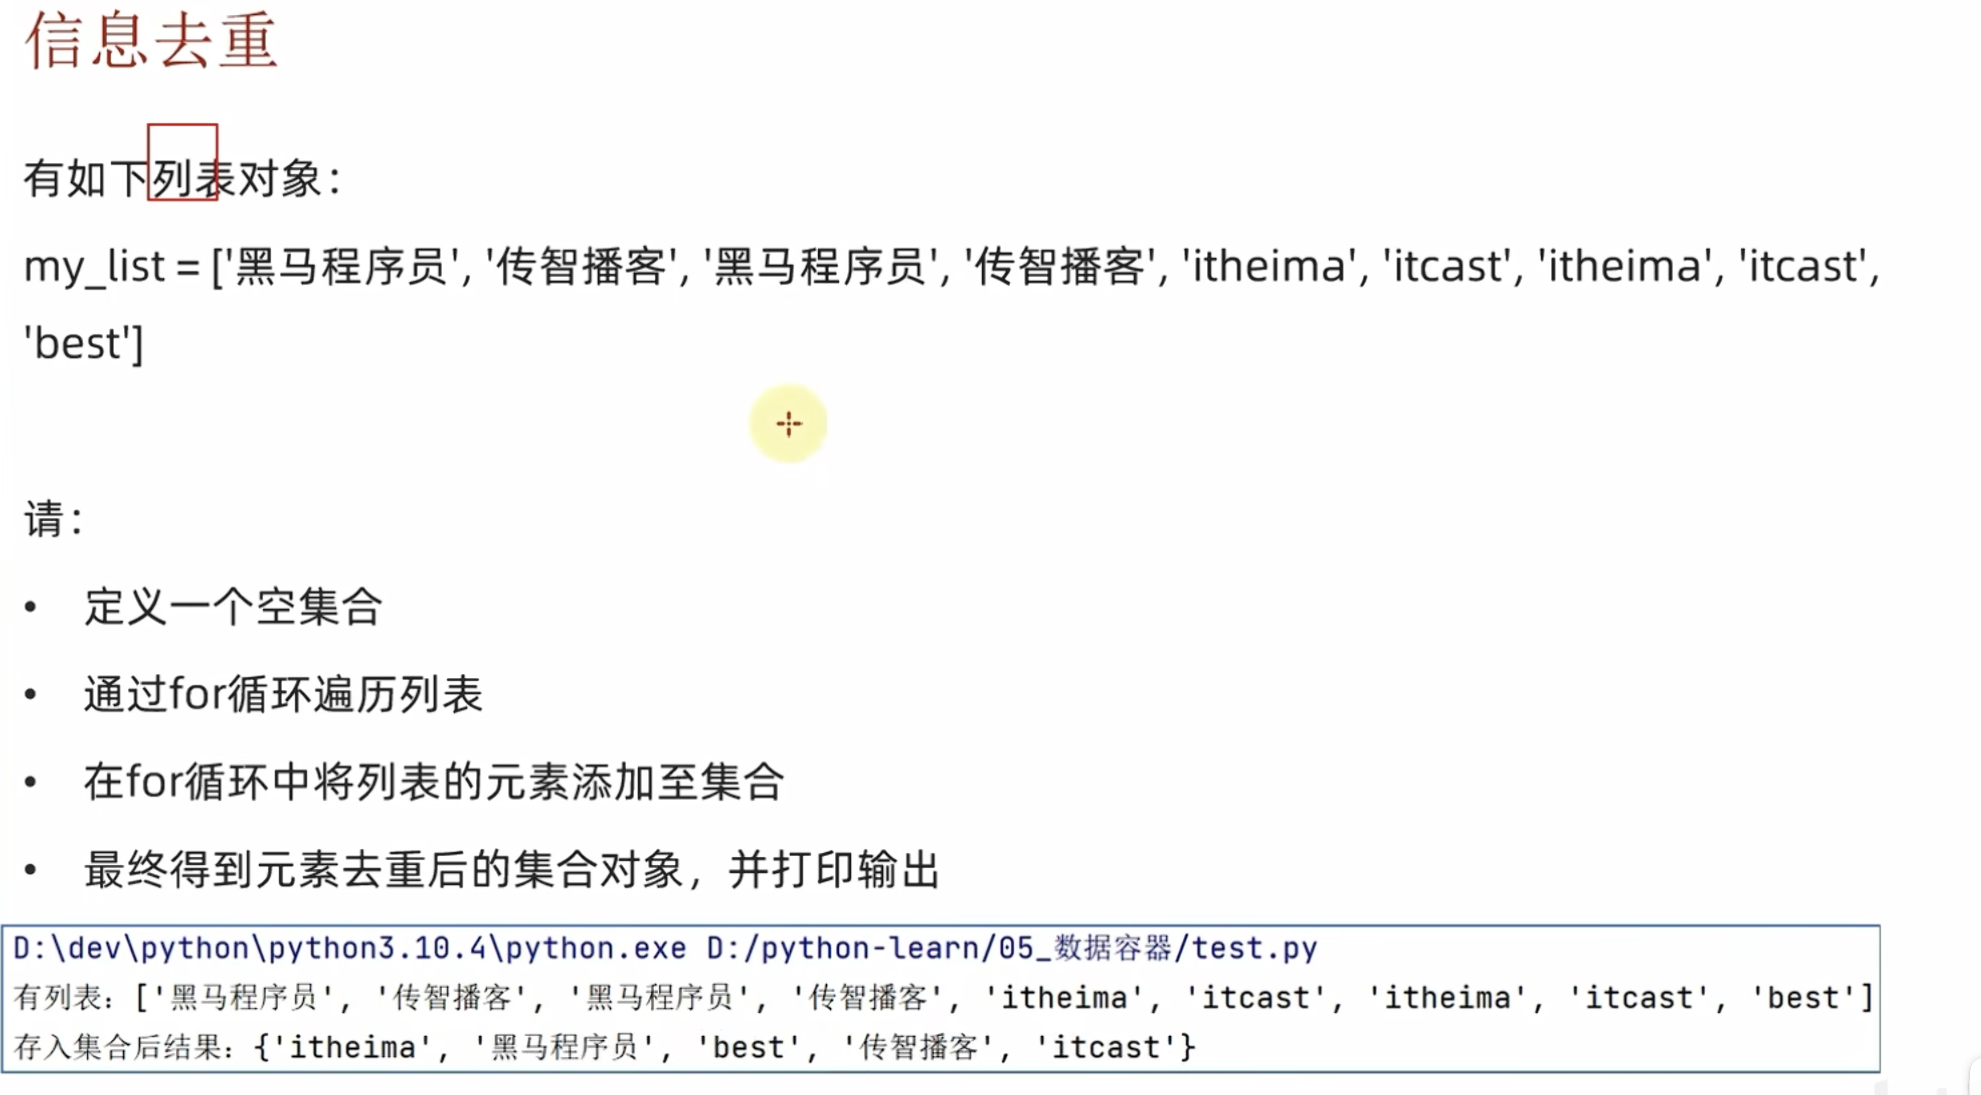 信息去重
有如下列表对象：
my_list = ['黑马程序员', '传智播客', '黑马程序员', '传智播客', 'itheima', 'itcast', 'itheima', 'itcast',
'best']
请：
• 定义一个空集合
• 通过for循环遍历列表
• 在for循环中将列表的元素添加至集合
• 最终得到元素去重后的集合对象，并打印输出
D:\dev\python\python3.10.4\python.exe D:/python-learn/05_数据容器/test.py
有列表：['黑马程序员', '传智播客', '黑马程序员', '传智播客', 'itheima', 'itcast', 'itheima', 'itcast', 'best']
存入集合后结果：{'itheima', '黑马程序员', 'best', '传智播客', 'itcast'}